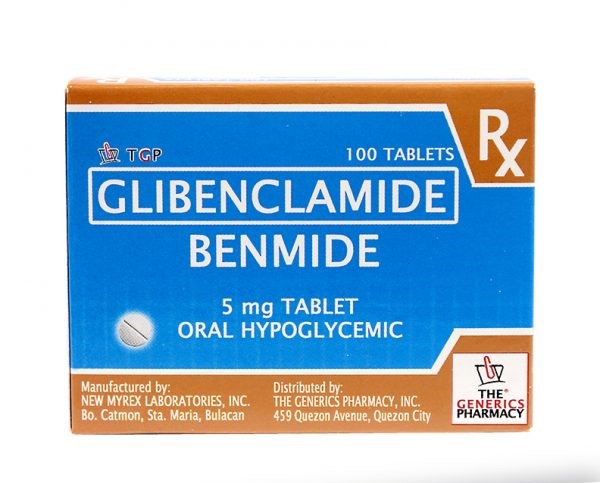 TGP
100 TABLETS
Rx
GLIBENCLAMIDE
BENMIDE
5 mg TABLET
ORAL HYPOGLYCEMIC
Manufactured by:
NEW MYREX LABORATORIES, INC.
Bo. Catmon, Sta. Maria, Bulacan
Distributed by:
THE GENERICS PHARMACY, INC.
459 Quezon Avenue, Quezon City
THE®
GENERICS
PHARMACY